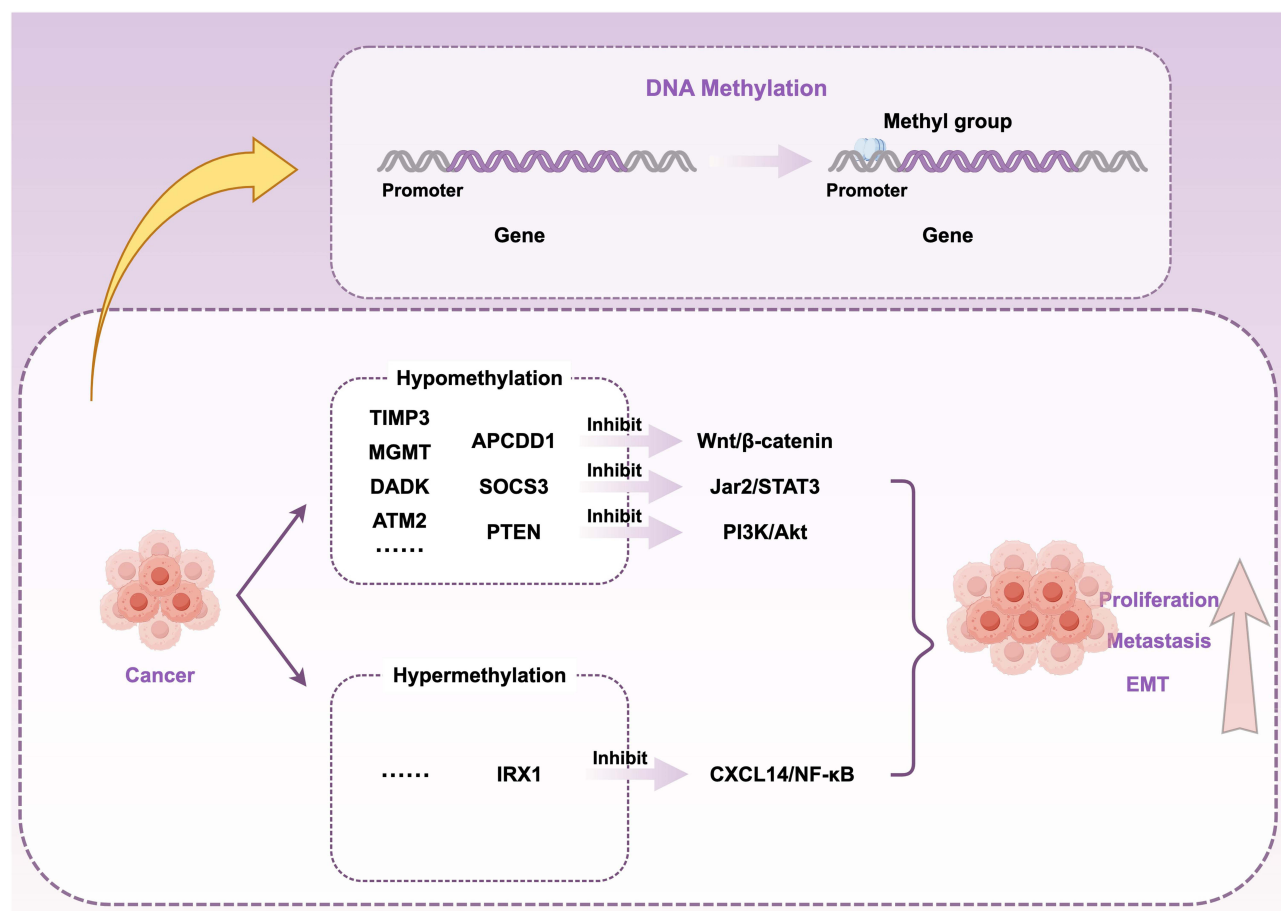 DNA Methylation
Methyl group
Promoter
Promoter
Gene
Gene
Hypomethylation
TIMP3
MGMT
DADK
ATM2
......
APCDD1
SOCS3
PTEN
Inhibit
Inhibit
Inhibit
Wnt/β-catenin
Jar2/STAT3
PI3K/Akt
Cancer
Hypermethylation
......
IRX1
Inhibit
CXCL14/NF-κB
Proliferation
Metastasis
EMT